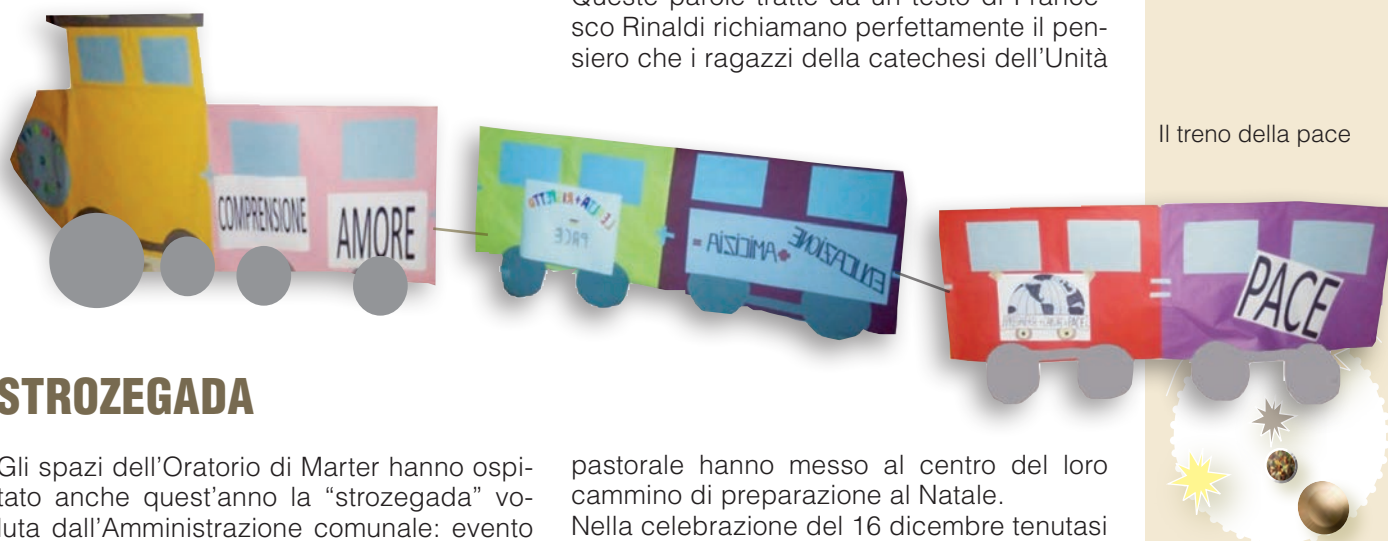 Queste parole tratte da un testo di France-
sco Rinaldi richiamano perfettamente il pen-
siero che i ragazzi della catechesi dell'Unità
Il treno della pace
COMPRENSIONE
AMORE
PACE
EDUCAZIONE
+ AMICIZIA =
PACE
STROZEGADA
Gli spazi dell'Oratorio di Marter hanno ospi-
tato anche quest'anno la “strozegada” vo-
luta dall'Amministrazione comunale: evento
pastorale hanno messo al centro del loro
cammino di preparazione al Natale.
Nella celebrazione del 16 dicembre tenutasi